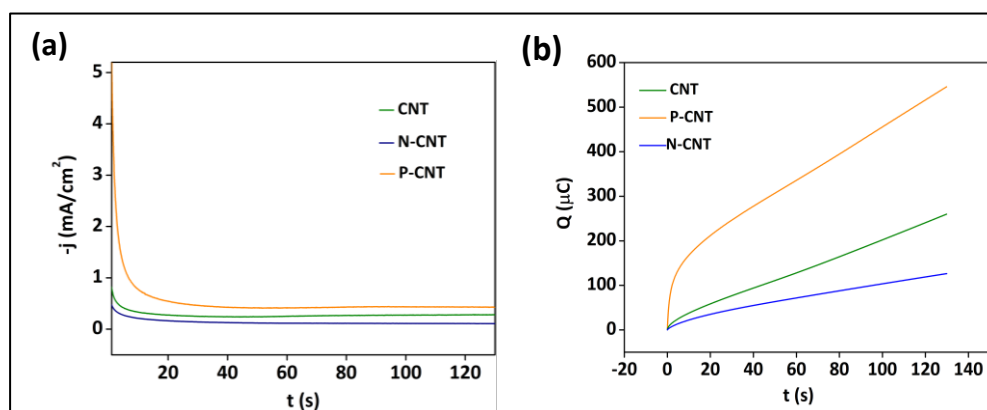 (a)
5
4
3
2
1
0
-j (mA/cm²)
CNT
N-CNT
P-CNT
20 40 60 80 100 120
t (s)
(b)
600
500
400
300
200
100
0
Q (μC)
CNT
P-CNT
N-CNT
-20 0 20 40 60 80 100 120 140
t (s)